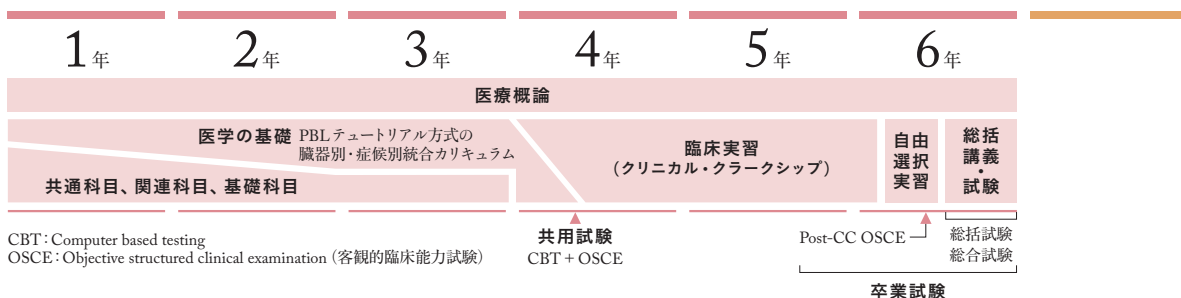 1年 2年 3年 4年 5年 6年
医療概論
医学の基礎 PBLテュートリアル方式の
臓器別・症候別統合カリキュラム
共通科目、関連科目、基礎科目
臨床実習
(クリニカル・クラークシップ)
自由
選択
実習
総括
講義
・
試験
CBT：Computer based testing
OSCE：Objective structured clinical examination（客観的臨床能力試験）
共用試験
CBT + OSCE
Post-CC OSCE
総括試験
総合試験
卒業試験